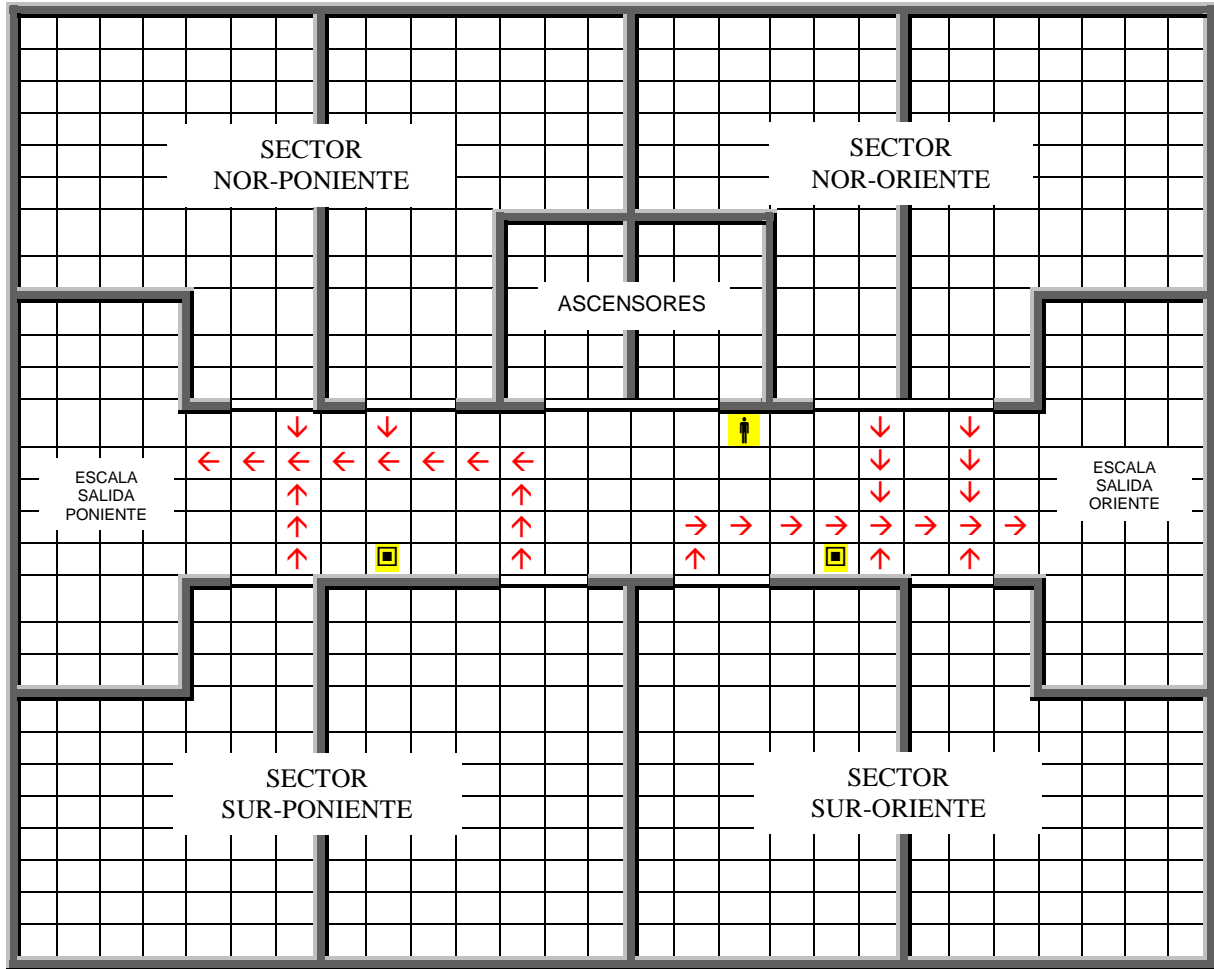 SECTOR
NOR-PONIENTE
SECTOR
NOR-ORIENTE
ASCENSORES
ESCALA
SALIDA
PONIENTE
ESCALA
SALIDA
ORIENTE
SECTOR
SUR-PONIENTE
SECTOR
SUR-ORIENTE